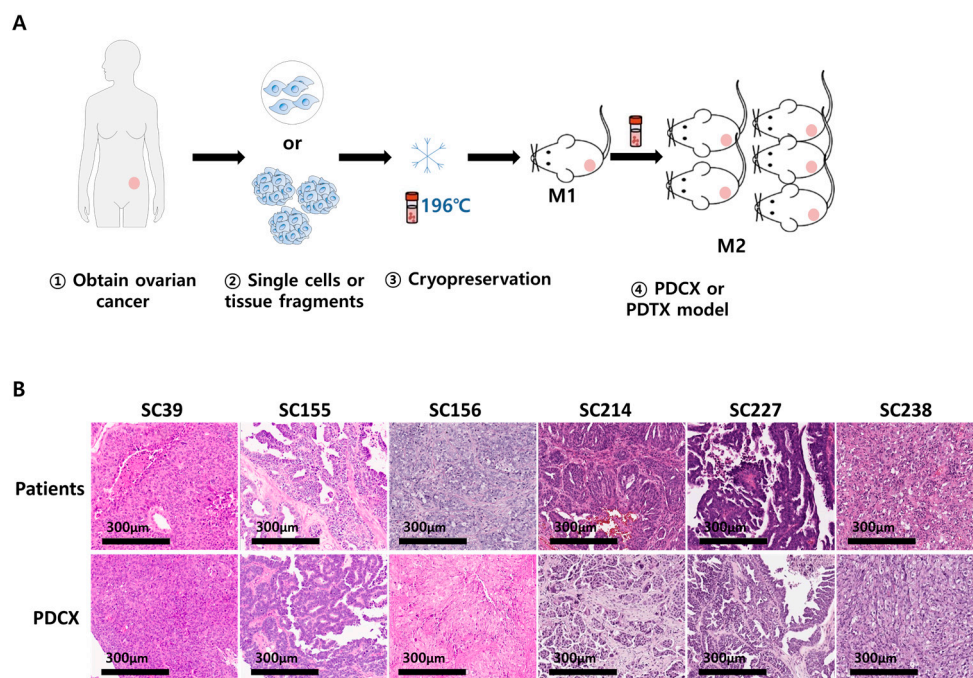 A
or
196℃
M1
M2
① Obtain ovarian
cancer
② Single cells or
tissue fragments
③ Cryopreservation
④ PDCX or
PDTX model
B
SC39 SC155 SC156 SC214 SC227 SC238
Patients
300μm 300μm 300μm 300μm 300μm 300μm
PDCX
300μm 300μm 300μm 300μm 300μm 300μm